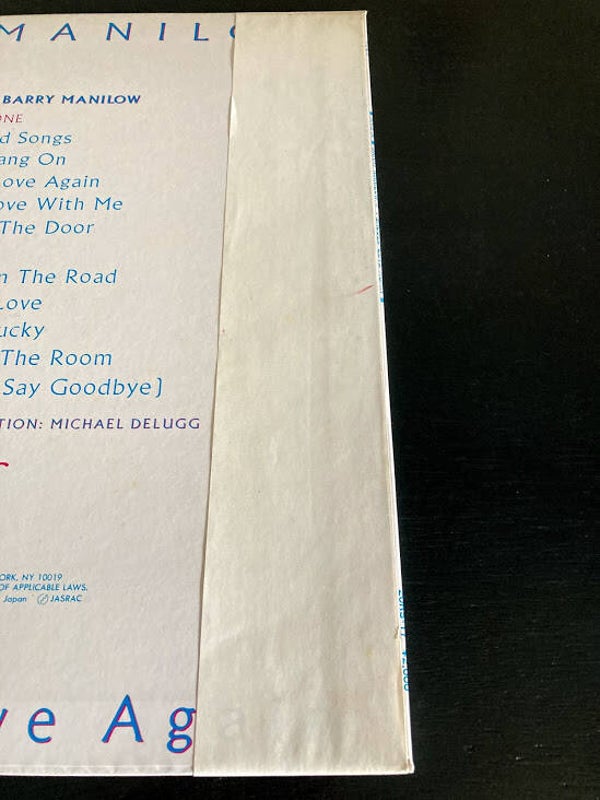 MANIL
BARRY MANILOW
ONE
d Songs
ang On
ove Again
ove With Me
The Door
n The Road
Love
ucky
The Room
Say Goodbye)
TION: MICHAEL DELUGG
ORK, NY 10019
OF APPLICABLE LAWS.
Japan JASRAC
ve Again